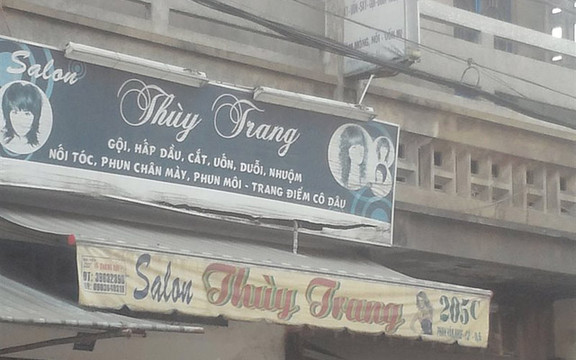 Salon
Thùy Trang
GỘI, HẤP DẦU, CẮT, UỐN, DUỖI, NHUỘM
NỐI TÓC, PHUN CHÂN MÀY, PHUN MÔI - TRANG ĐIỂM CÔ DÂU
Salon Thùy Trang 205C